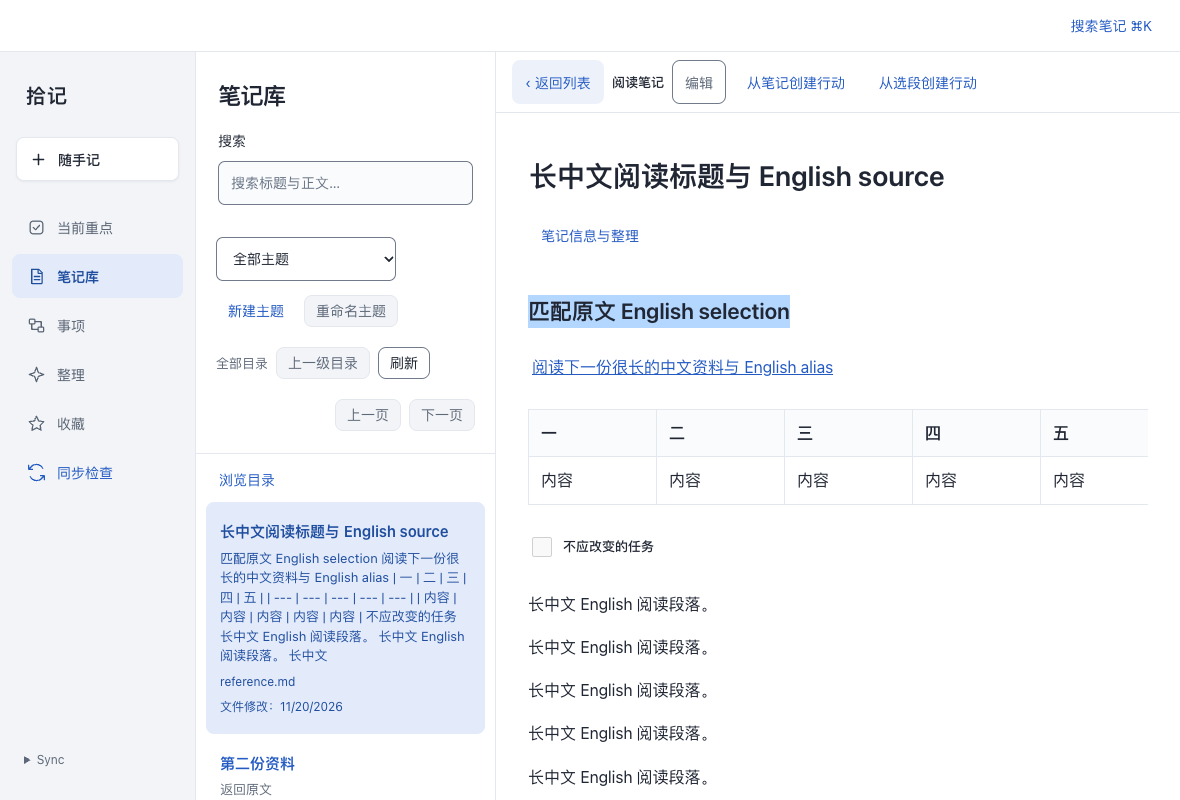 搜索笔记 ⌘K
拾记
随手记
当前重点
笔记库
事项
整理
收藏
同步检查
Sync
笔记库
搜索
搜索标题与正文...
全部主题
新建主题
重命名主题
全部目录
上一级目录
刷新
上一页
下一页
浏览目录
长中文阅读标题与 English source
匹配原文 English selection 阅读下一份很
长的中文资料与 English alias | 一 | 二 | 三 |
四 | 五 | | --- | --- | --- | --- | --- | | 内容 |
内容 | 内容 | 内容 | 内容 | 不应改变的任务
长中文 English 阅读段落。 长中文 English
阅读段落。 长中文
reference.md
文件修改：11/20/2026
第二份资料
返回原文
‹ 返回列表
阅读笔记
编辑
从笔记创建行动
从选段创建行动
长中文阅读标题与 English source
笔记信息与整理
匹配原文 English selection
阅读下一份很长的中文资料与 English alias
一 二 三 四 五
内容 内容 内容 内容 内容
不应改变的任务
长中文 English 阅读段落。
长中文 English 阅读段落。
长中文 English 阅读段落。
长中文 English 阅读段落。
长中文 English 阅读段落。